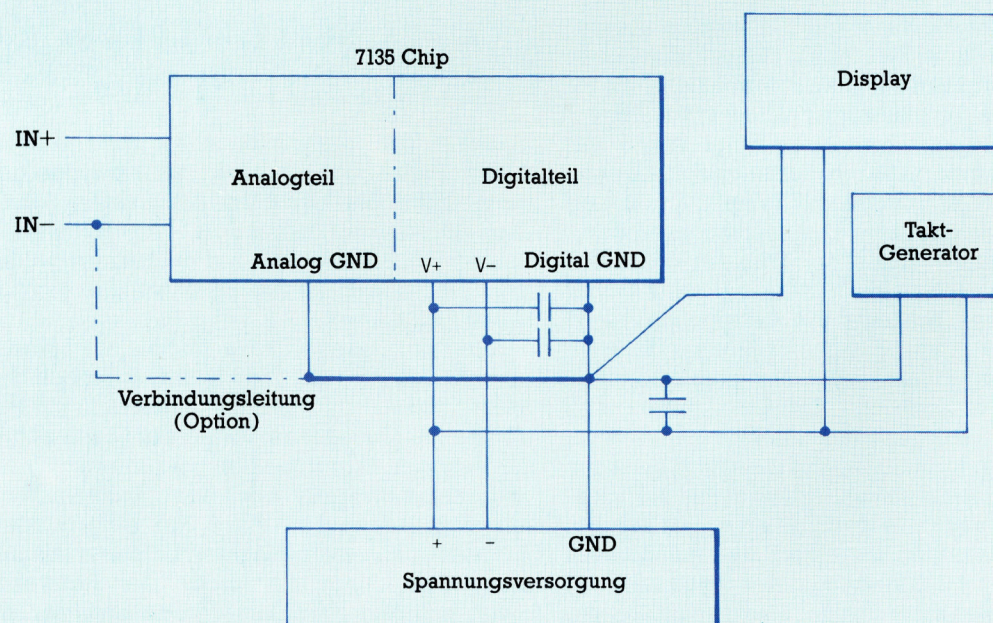 7135 Chip
Display
IN+
Analogteil
Digitalteil
IN−
Takt-
Generator
Analog GND
V+
V−
Digital GND
Verbindungsleitung
(Option)
+
−
GND
Spannungsversorgung